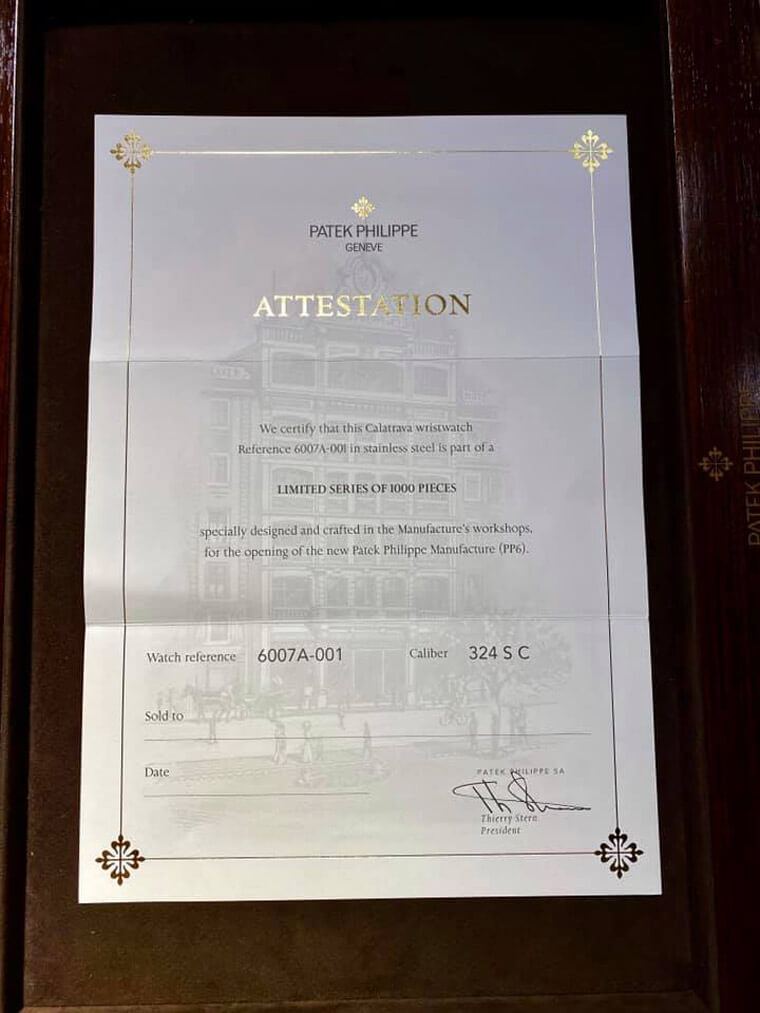 PATEK PHILIPPE
GENEVE
ATTESTATION
We certify that this Calatrava wristwatch
Reference 6007A-001 in stainless steel is part of a
LIMITED SERIES OF 1000 PIECES
specially designed and crafted in the Manufacture's workshops,
for the opening of the new Patek Philippe Manufacture (PP6).
Watch reference 6007A-001 Caliber 324 S C
Sold to
Date
PATEK PHILIPPE SA
Thierry Stern
President
PATEK PHILIPPE